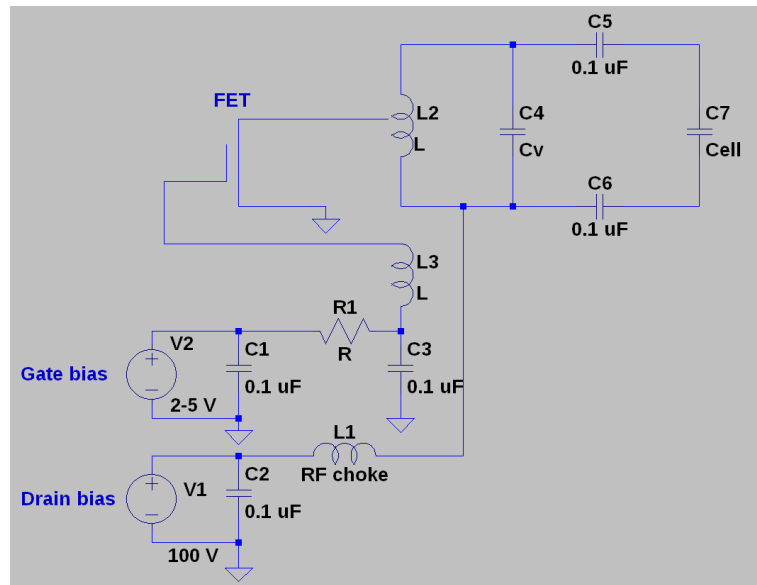 C5
0.1 uF
FET
L2
L
C4
Cv
C7
Cell
C6
0.1 uF
L3
L
R1
R
V2
C1
0.1 uF
C3
0.1 uF
Gate bias
2-5 V
L1
RF choke
C2
0.1 uF
Drain bias
V1
100 V